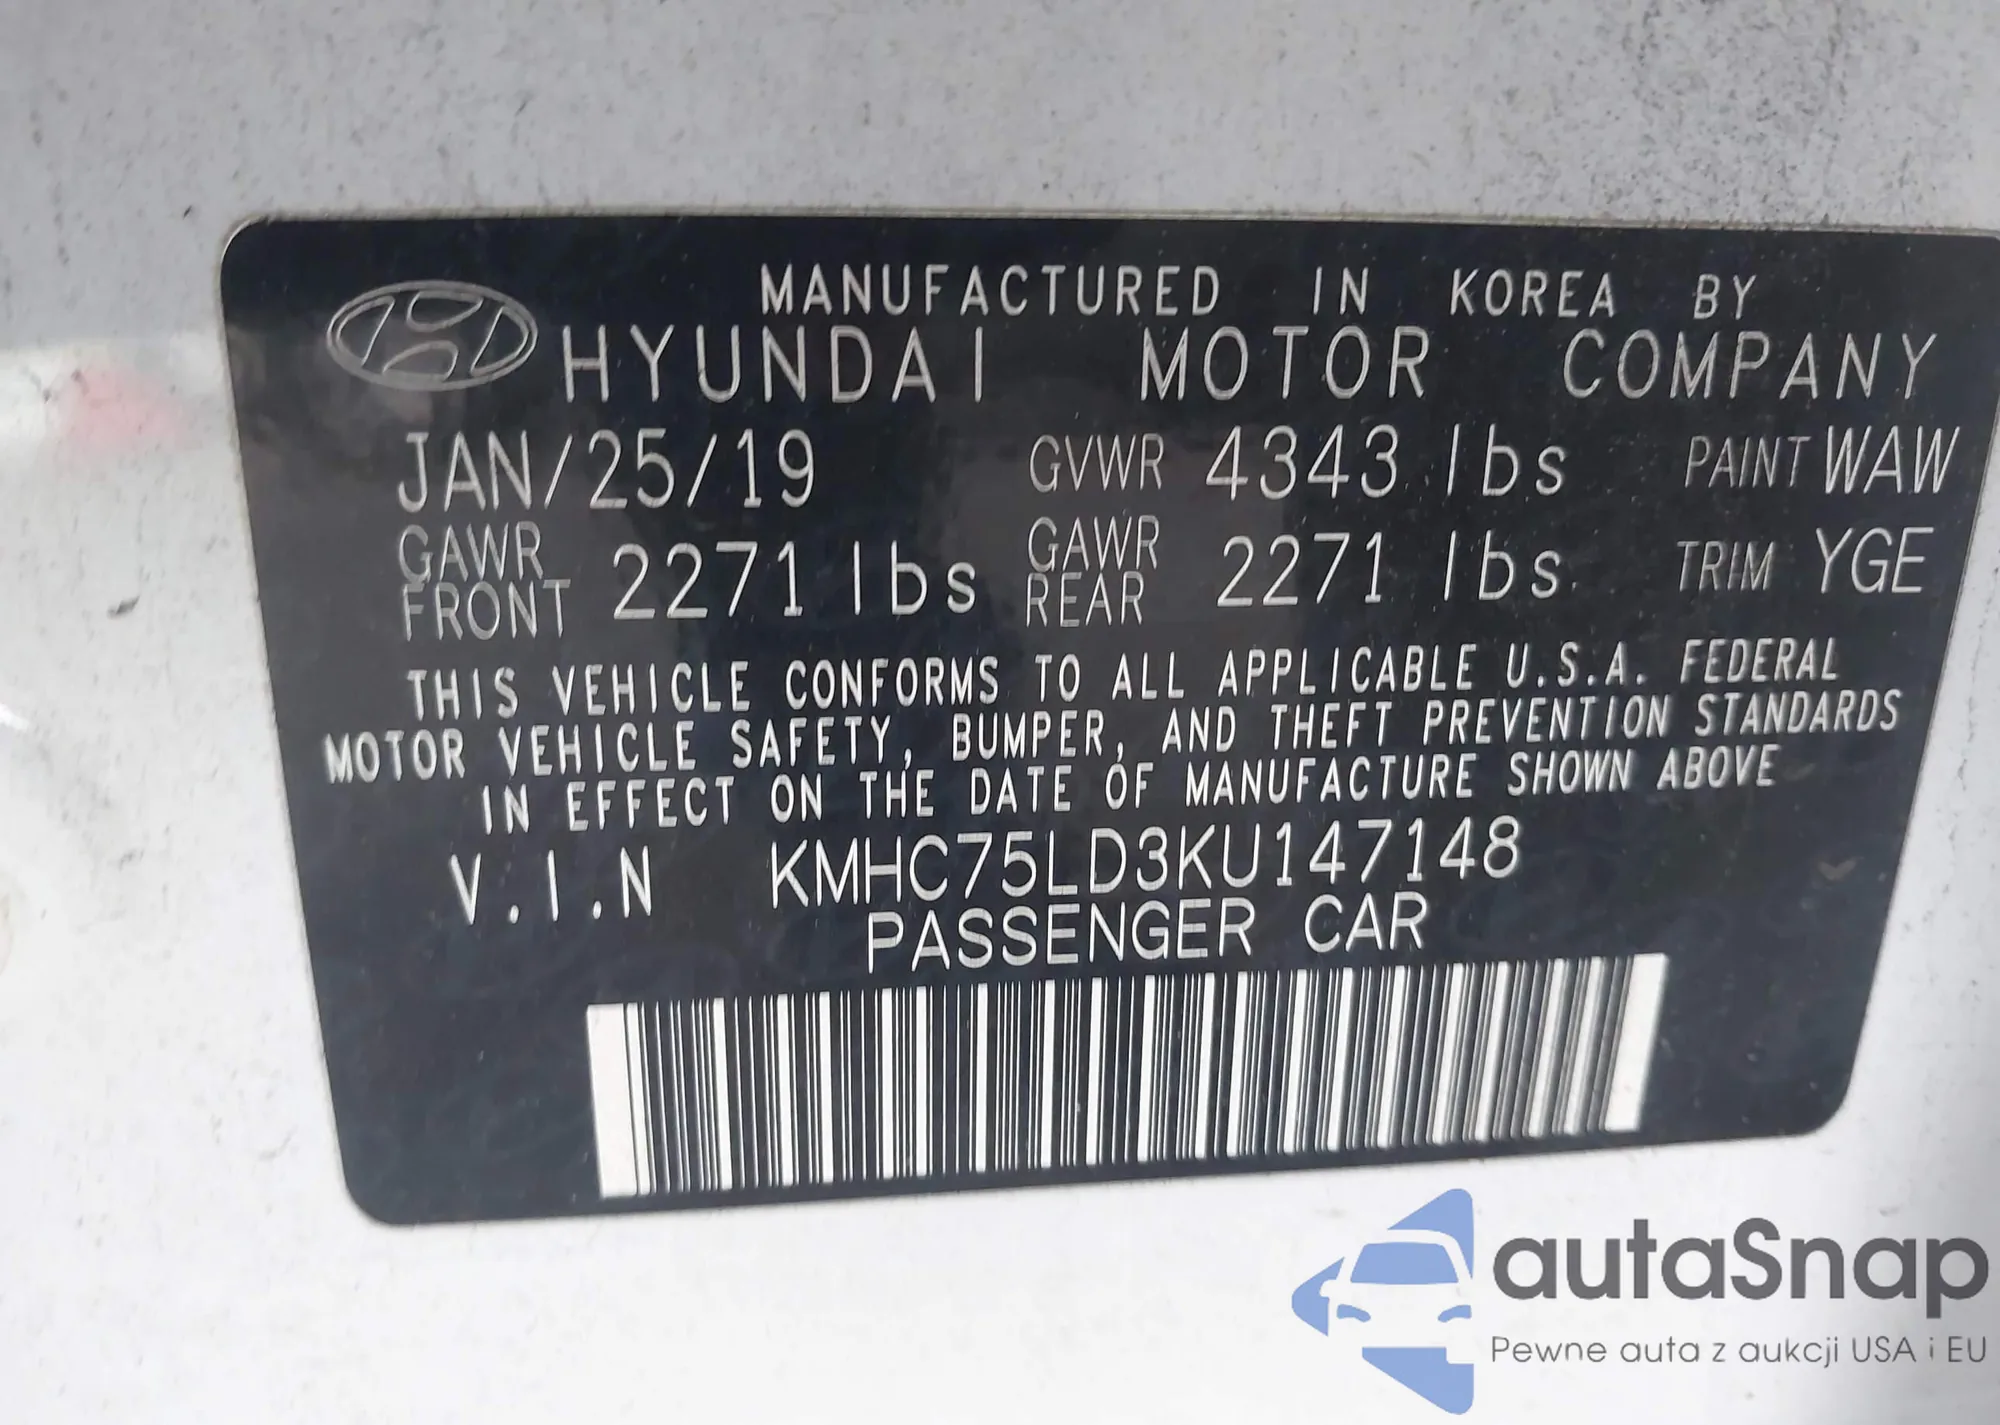 MANUFACTURED IN KOREA BY
HYUNDAI MOTOR COMPANY
JAN/25/19 GVWR 4343 lbs PAINT WAW
GAWR FRONT 2271 lbs GAWR REAR 2271 lbs TRIM YGE
THIS VEHICLE CONFORMS TO ALL APPLICABLE U.S.A. FEDERAL
MOTOR VEHICLE SAFETY, BUMPER, AND THEFT PREVENTION STANDARDS
IN EFFECT ON THE DATE OF MANUFACTURE SHOWN ABOVE
V.I.N KMHC75LD3KU147148
PASSENGER CAR
autaSnap
Pewne auta z aukcji USA i EU